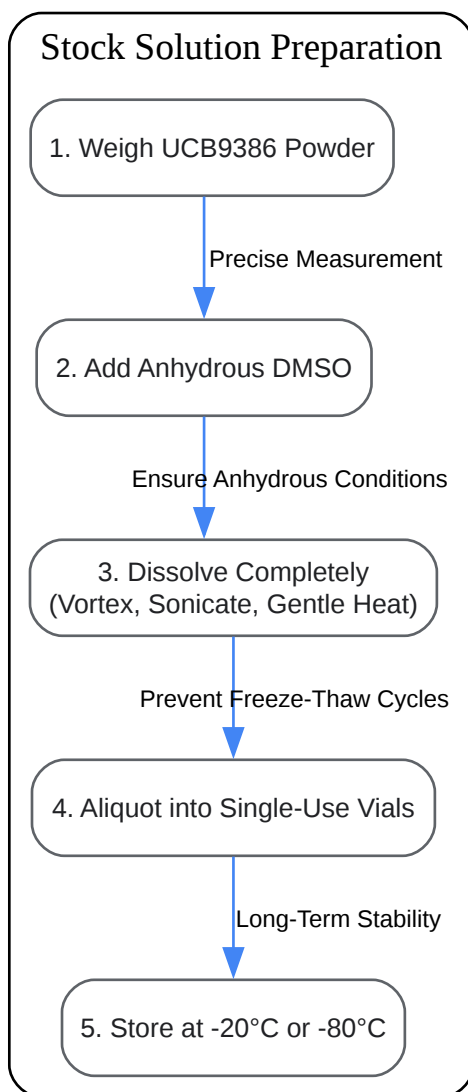 Stock Solution Preparation
1. Weigh UCB9386 Powder
Precise Measurement
2. Add Anhydrous DMSO
Ensure Anhydrous Conditions
3. Dissolve Completely
(Vortex, Sonicate, Gentle Heat)
Prevent Freeze-Thaw Cycles
4. Aliquot into Single-Use Vials
Long-Term Stability
5. Store at -20°C or -80°C